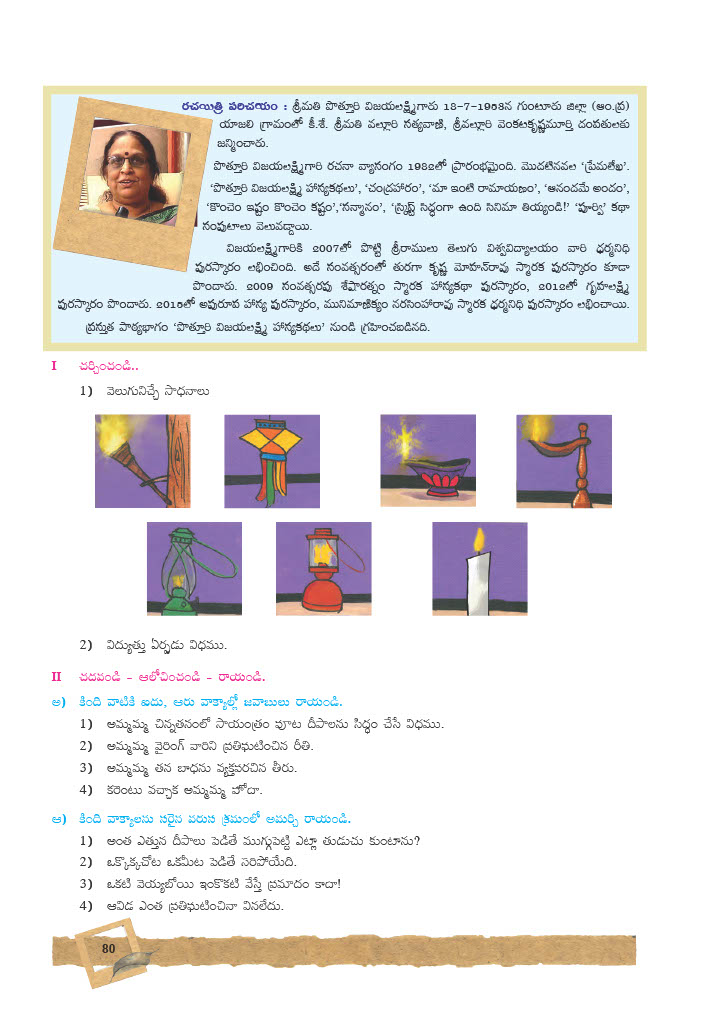 రచయిత్రి పరిచయం : శ్రీమతి పొత్తూరి విజయలక్ష్మిగారు 18-7-1953న గుంటూరు జిల్లా (ఆం.ప్ర)
యాజలి గ్రామంలో కీ.శే. శ్రీమతి వల్లూరి సత్యవాణి, శ్రీవల్లూరి వెంకటకృష్ణమూర్తి దంపతులకు
జన్మించారు.
పొత్తూరి విజయలక్ష్మిగారి రచనా వ్యాసంగం 1982లో ప్రారంభమైంది. మొదటినవల ‘ప్రేమలేఖ’.
‘పొత్తూరి విజయలక్ష్మి హాస్యకథలు’, ‘చంద్రహారం’, ‘మా ఇంటి రామాయణం’, ‘ఆనందమే అందం’,
‘కొంచెం ఇష్టం కొంచెం కష్టం’,‘సన్మానం’, ‘స్క్రిప్ట్ సిద్ధంగా ఉంది సినిమా తియ్యండి!’ ‘పూర్వి’ కథా
సంపుటాలు వెలువడ్డాయి.
విజయలక్ష్మిగారికి 2007లో పొట్టి శ్రీరాములు తెలుగు విశ్వవిద్యాలయం వారి ధర్మనిధి
పురస్కారం లభించింది. అదే సంవత్సరంలో తురగా కృష్ణ మోహన్‌రావు స్మారక పురస్కారం కూడా
పొందారు. 2009 సంవత్సరపు శేషారత్నం స్మారక హాస్యకథా పురస్కారం, 2012లో గృహలక్ష్మి
పురస్కారం పొందారు. 2015లో అపురూప హాస్య పురస్కారం, మునిమాణిక్యం నరసింహారావు స్మారక ధర్మనిధి పురస్కారం లభించాయి.
ప్రస్తుత పాఠ్యభాగం ‘పొత్తూరి విజయలక్ష్మి హాస్యకథలు’ నుండి గ్రహించబడినది.
I చర్చించండి..
1) వెలుగునిచ్చే సాధనాలు
2) విద్యుత్తు ఏర్పడు విధము.
II చదవండి - ఆలోచించండి - రాయండి.
అ) కింది వాటికి ఐదు, ఆరు వాక్యాల్లో జవాబులు రాయండి.
1) అమ్మమ్మ చిన్నతనంలో సాయంత్రం పూట దీపాలను సిద్ధం చేసే విధము.
2) అమ్మమ్మ వైరింగ్ వారిని ప్రతిఘటించిన రీతి.
3) అమ్మమ్మ తన బాధను వ్యక్తపరచిన తీరు.
4) కరెంటు వచ్చాక అమ్మమ్మ హోదా.
ఆ) కింది వాక్యాలను సరైన వరుస క్రమంలో అమర్చి రాయండి.
1) అంత ఎత్తున దీపాలు పెడితే ముగ్గుపెట్టి ఎట్లా తుడుచు కుంటాను?
2) ఒక్కొక్కచోట ఒకమీట పెడితే సరిపోయేది.
3) ఒకటి వెయ్యబోయి ఇంకొకటి వేస్తే ప్రమాదం కాదా!
4) ఆవిడ ఎంత ప్రతిఘటించినా వినలేదు.
80